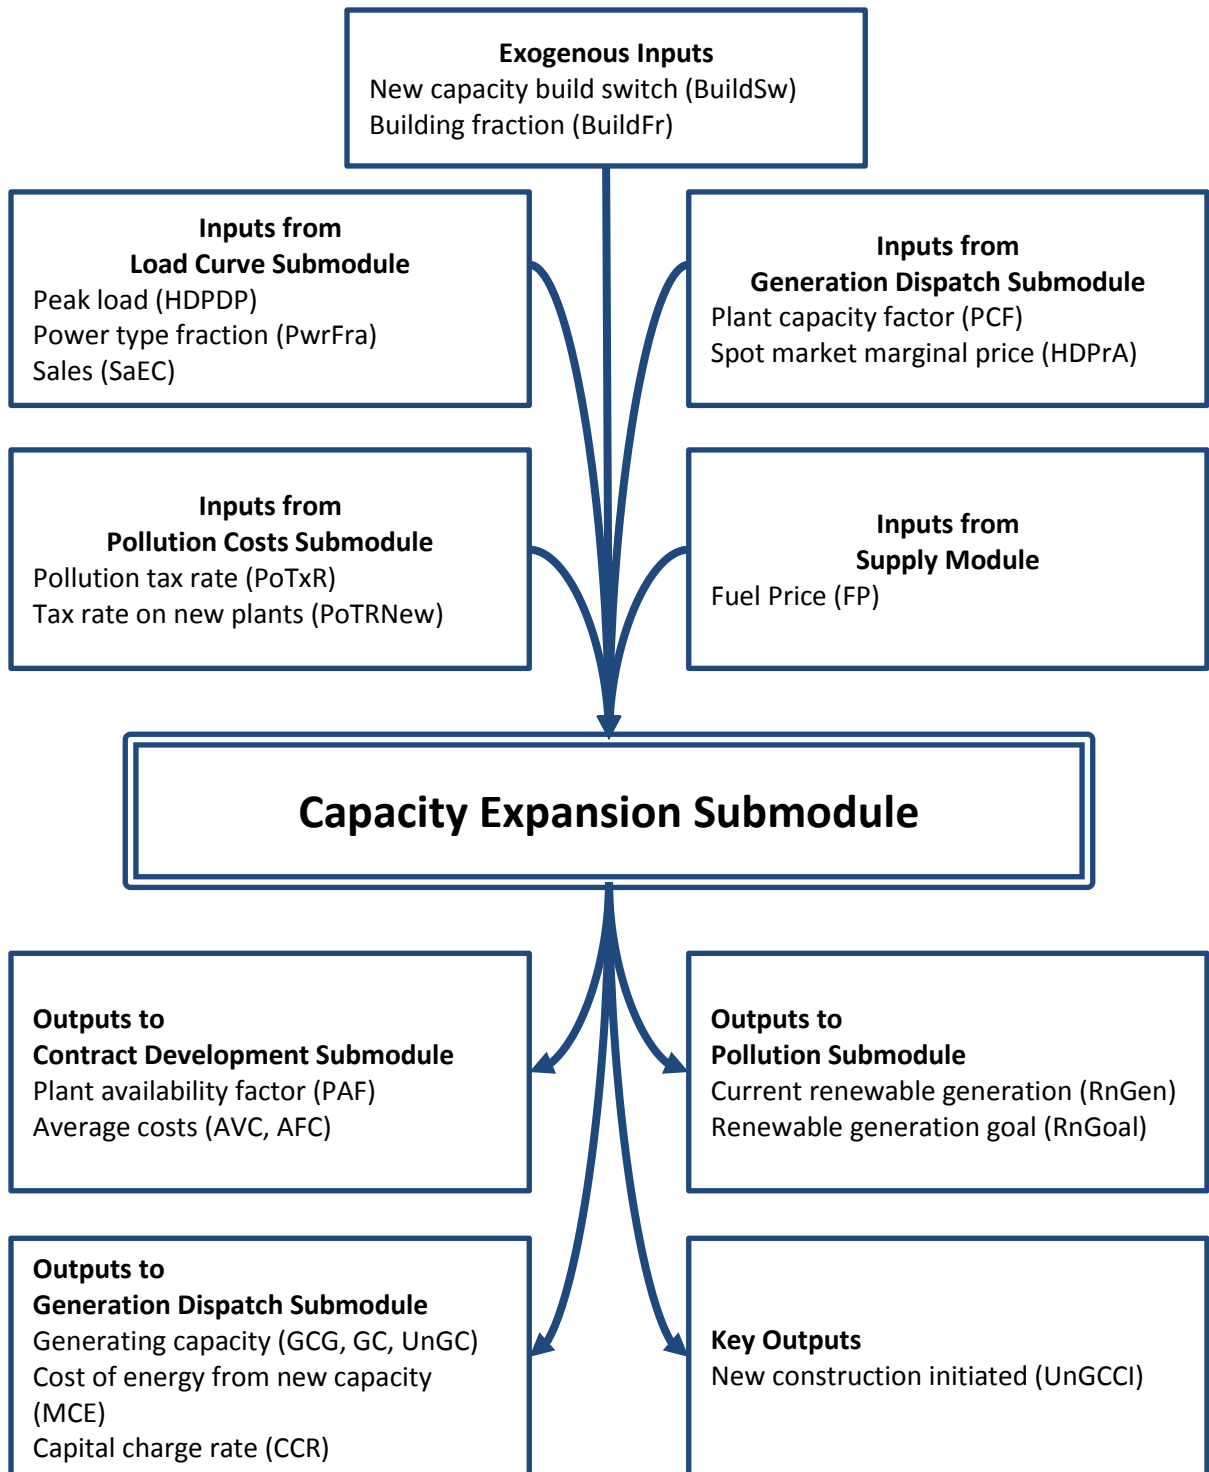 Exogenous Inputs
New capacity build switch (BuildSw)
Building fraction (BuildFr)
Inputs from
Load Curve Submodule
Peak load (HDPDP)
Power type fraction (PwrFra)
Sales (SaEC)
Inputs from
Generation Dispatch Submodule
Plant capacity factor (PCF)
Spot market marginal price (HDPrA)
Inputs from
Pollution Costs Submodule
Pollution tax rate (PoTxR)
Tax rate on new plants (PoTRNew)
Inputs from
Supply Module
Fuel Price (FP)
Capacity Expansion Submodule
Outputs to
Contract Development Submodule
Plant availability factor (PAF)
Average costs (AVC, AFC)
Outputs to
Pollution Submodule
Current renewable generation (RnGen)
Renewable generation goal (RnGoal)
Outputs to
Generation Dispatch Submodule
Generating capacity (GCG, GC, UnGC)
Cost of energy from new capacity
(MCE)
Capital charge rate (CCR)
Key Outputs
New construction initiated (UnGCCI)